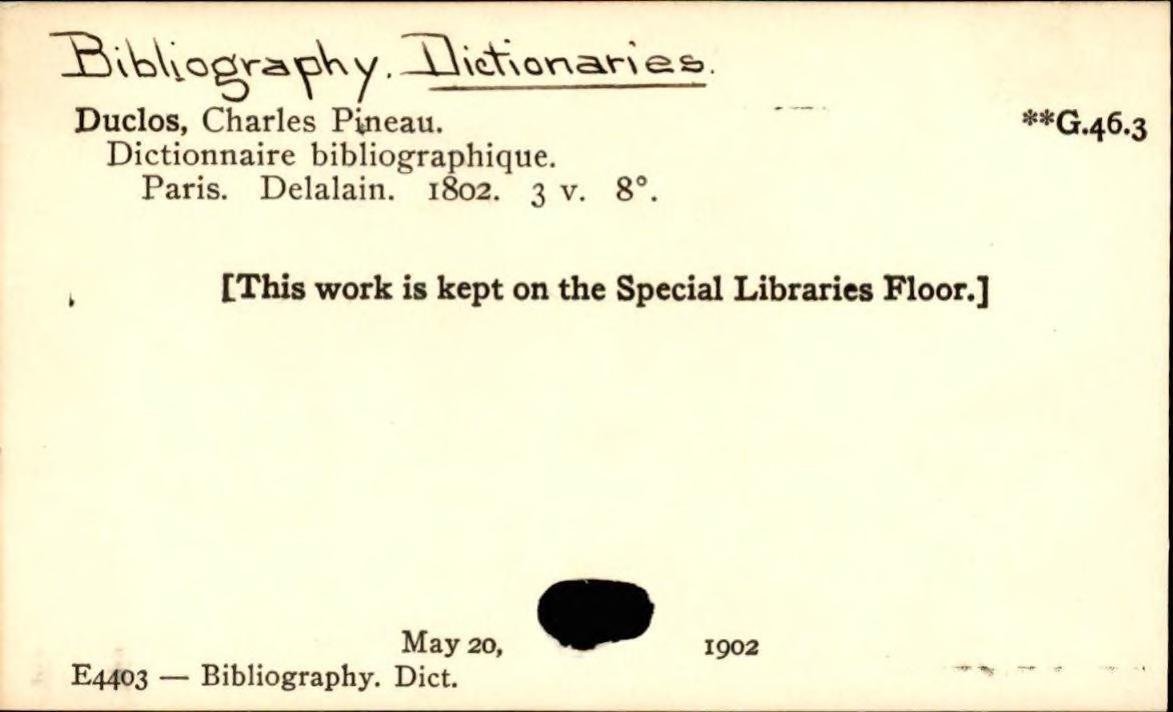 Bibliography. Dictionaries.
Duclos, Charles Pineau. **G.46.3
Dictionnaire bibliographique.
Paris. Delalain. 1802. 3 v. 8°.
[This work is kept on the Special Libraries Floor.]
May 20, 1902
E4403 — Bibliography. Dict.